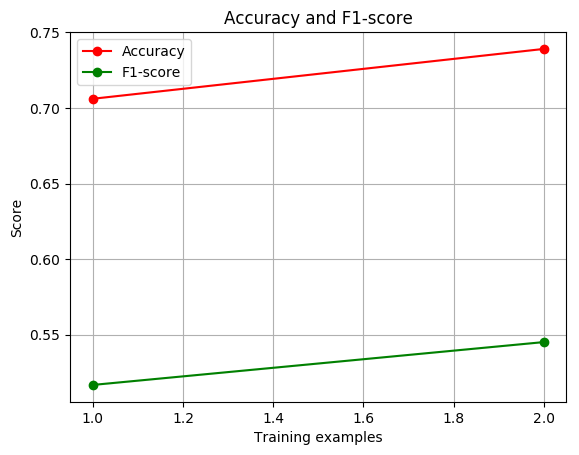 Accuracy and F1-score
Accuracy
F1-score
0.75
0.70
0.65
0.60
0.55
Score
1.0 1.2 1.4 1.6 1.8 2.0
Training examples